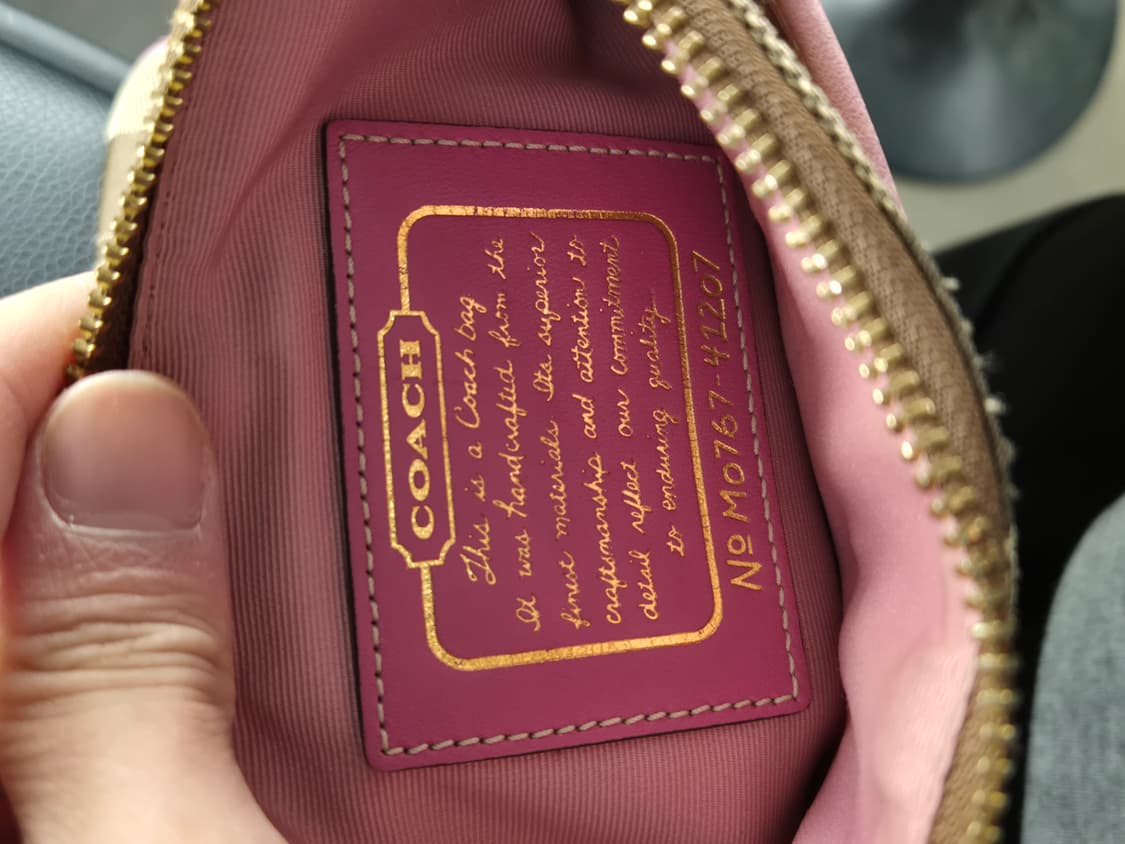 COACH
This is a Coach bag
It was handcrafted from the
finest materials. Its superior
craftsmanship and attention to
detail reflect our commitment
to enduring quality.
No M0767-41207